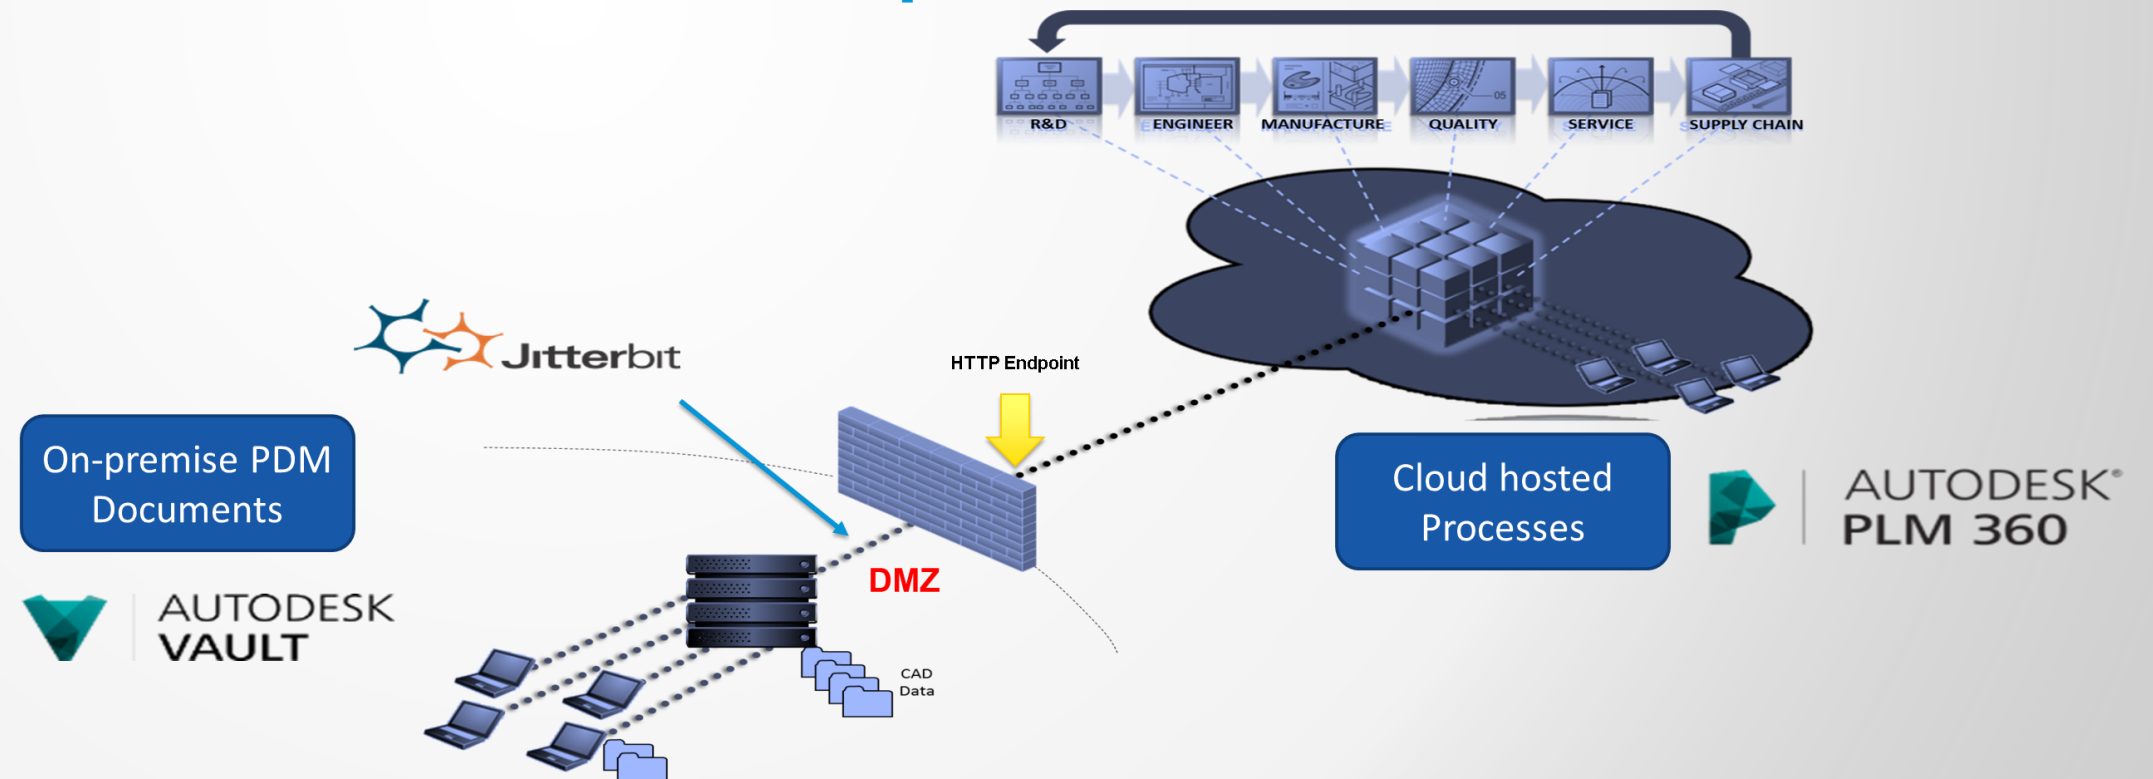 R&D
ENGINEER
MANUFACTURE
QUALITY
SERVICE
SUPPLY CHAIN
05
Jitterbit
HTTP Endpoint
On-premise PDM
Documents
Cloud hosted
Processes
AUTODESK®
PLM 360
DMZ
AUTODESK
VAULT
CAD
Data